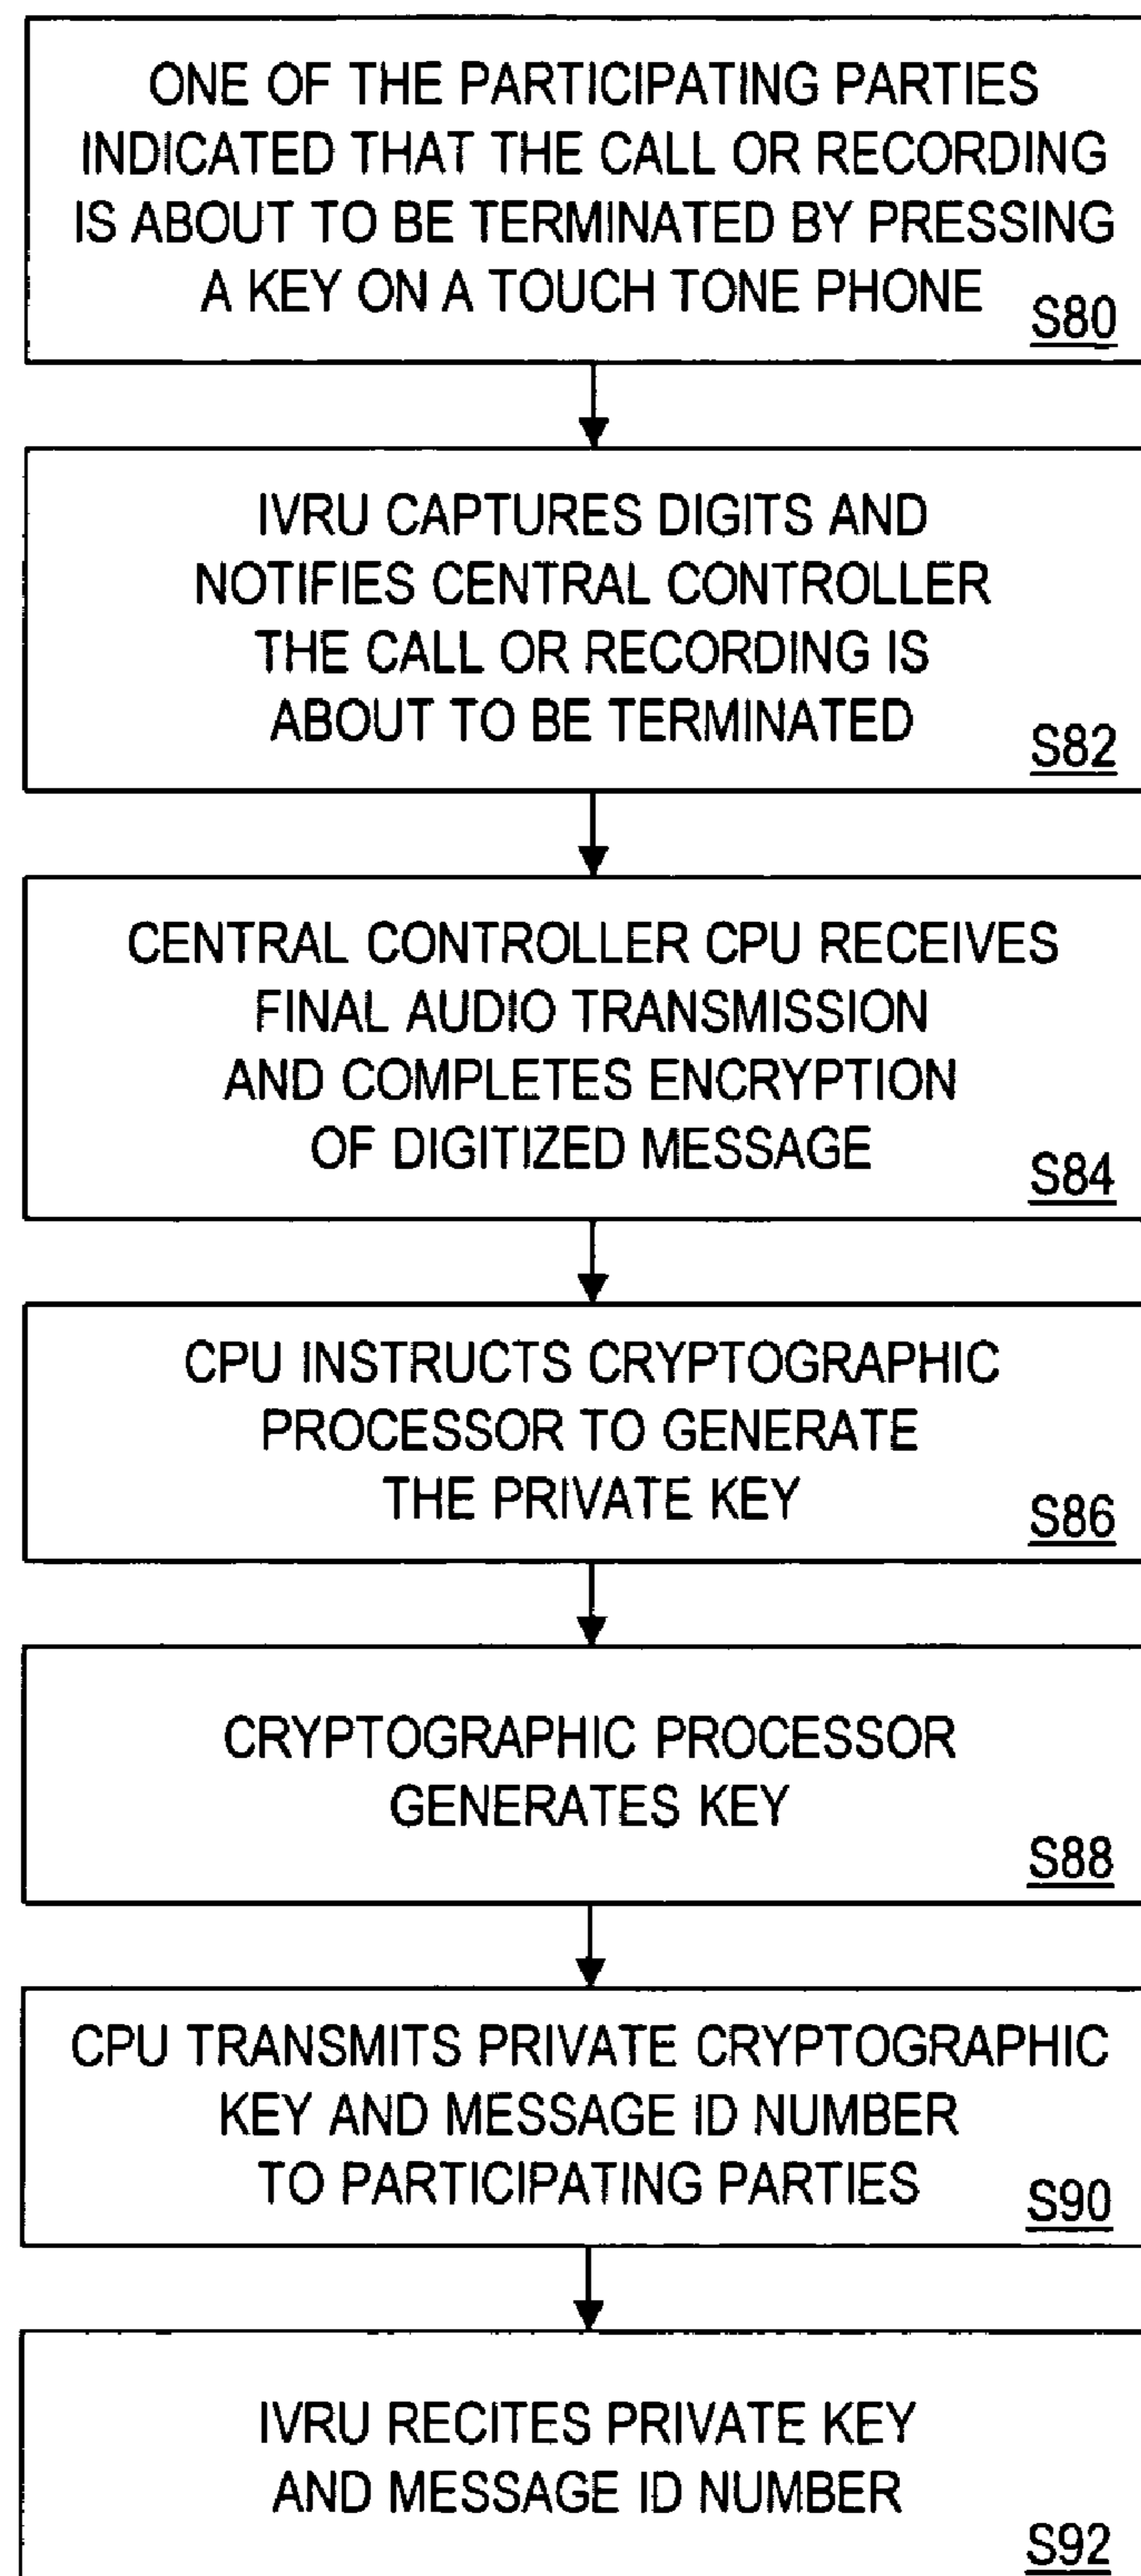 ONE OF THE PARTICIPATING PARTIES
INDICATED THAT THE CALL OR RECORDING
IS ABOUT TO BE TERMINATED BY PRESSING
A KEY ON A TOUCH TONE PHONE
S80
IVRU CAPTURES DIGITS AND
NOTIFIES CENTRAL CONTROLLER
THE CALL OR RECORDING IS
ABOUT TO BE TERMINATED
S82
CENTRAL CONTROLLER CPU RECEIVES
FINAL AUDIO TRANSMISSION
AND COMPLETES ENCRYPTION
OF DIGITIZED MESSAGE
S84
CPU INSTRUCTS CRYPTOGRAPHIC
PROCESSOR TO GENERATE
THE PRIVATE KEY
S86
CRYPTOGRAPHIC PROCESSOR
GENERATES KEY
S88
CPU TRANSMITS PRIVATE CRYPTOGRAPHIC
KEY AND MESSAGE ID NUMBER
TO PARTICIPATING PARTIES
S90
IVRU RECITES PRIVATE KEY
AND MESSAGE ID NUMBER
S92